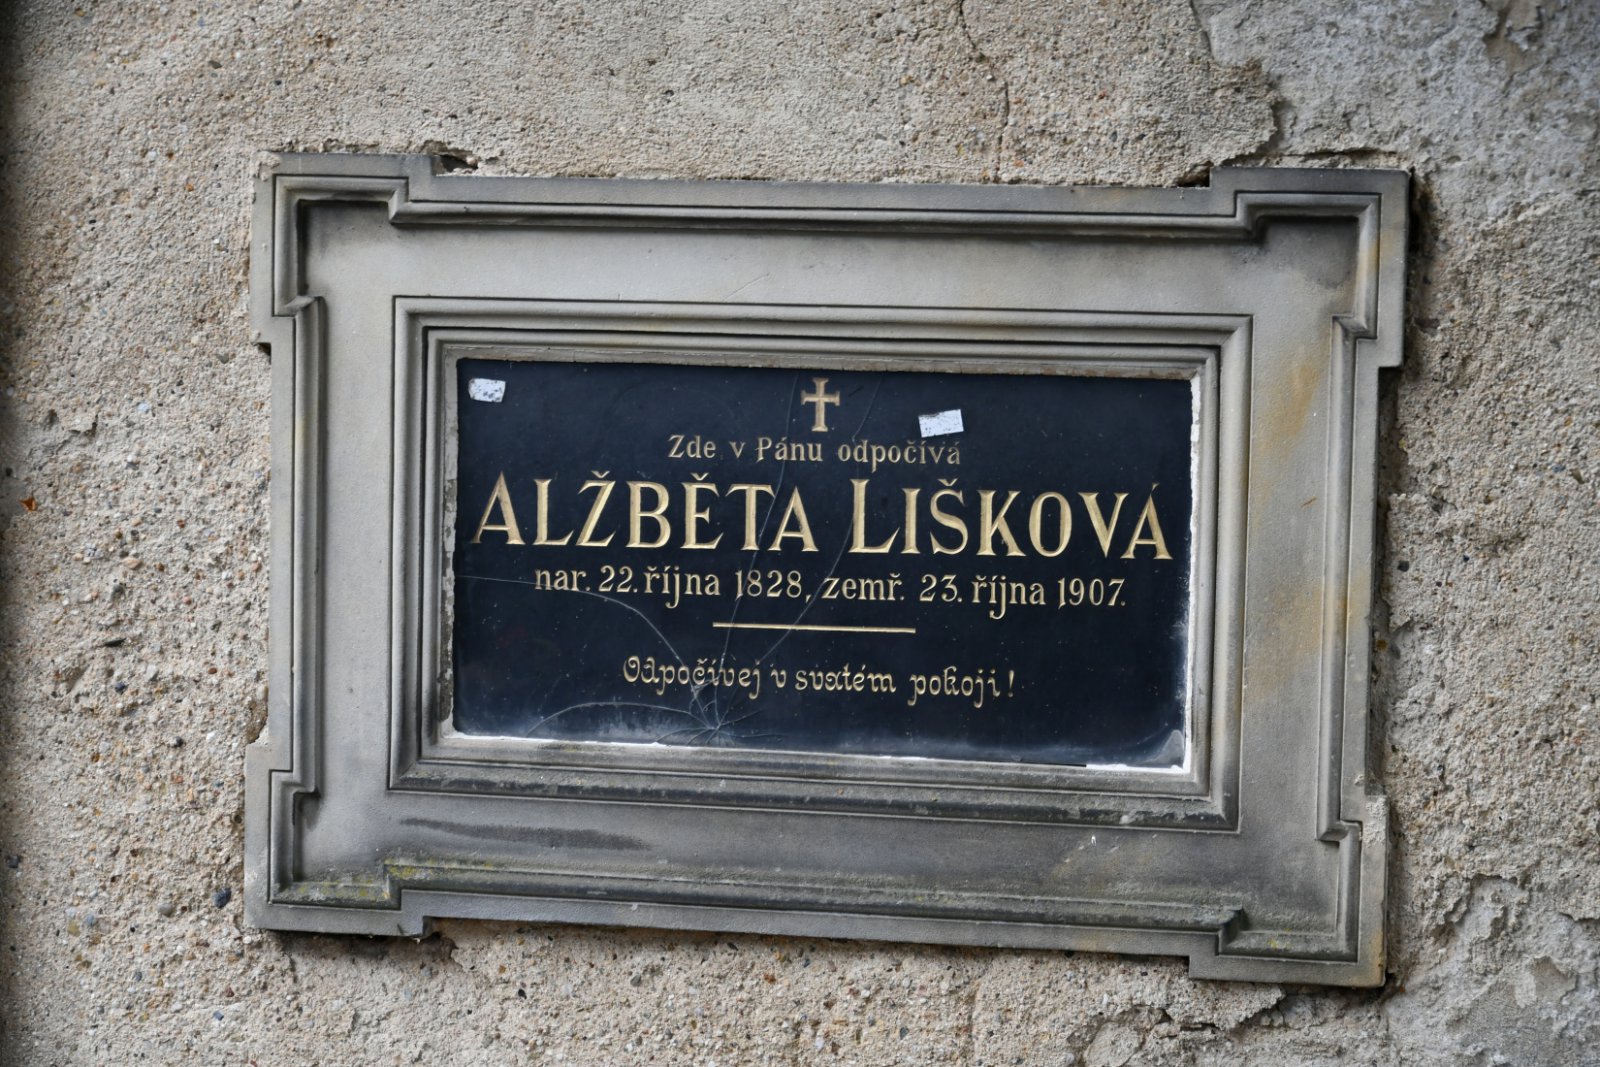 Zde v Pánu odpočívá
ALŽBĚTA LIŠKOVÁ
nar. 22. října 1828, zemř. 23. října 1907.
Odpočívej v svatém pokoji!